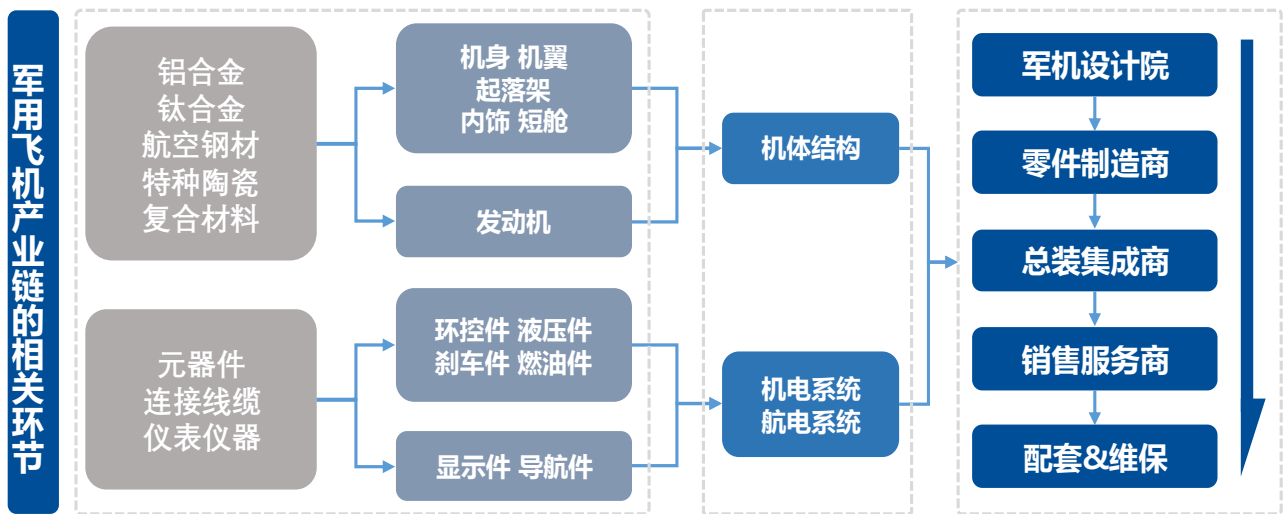 军用飞机产业链的相关环节
铝合金
钛合金
航空钢材
特种陶瓷
复合材料
元器件
连接线缆
仪表仪器
机身 机翼
起落架
内饰 短舱
发动机
环控件 液压件
刹车件 燃油件
显示件 导航件
机体结构
机电系统
航电系统
军机设计院
零件制造商
总装集成商
销售服务商
配套&维保